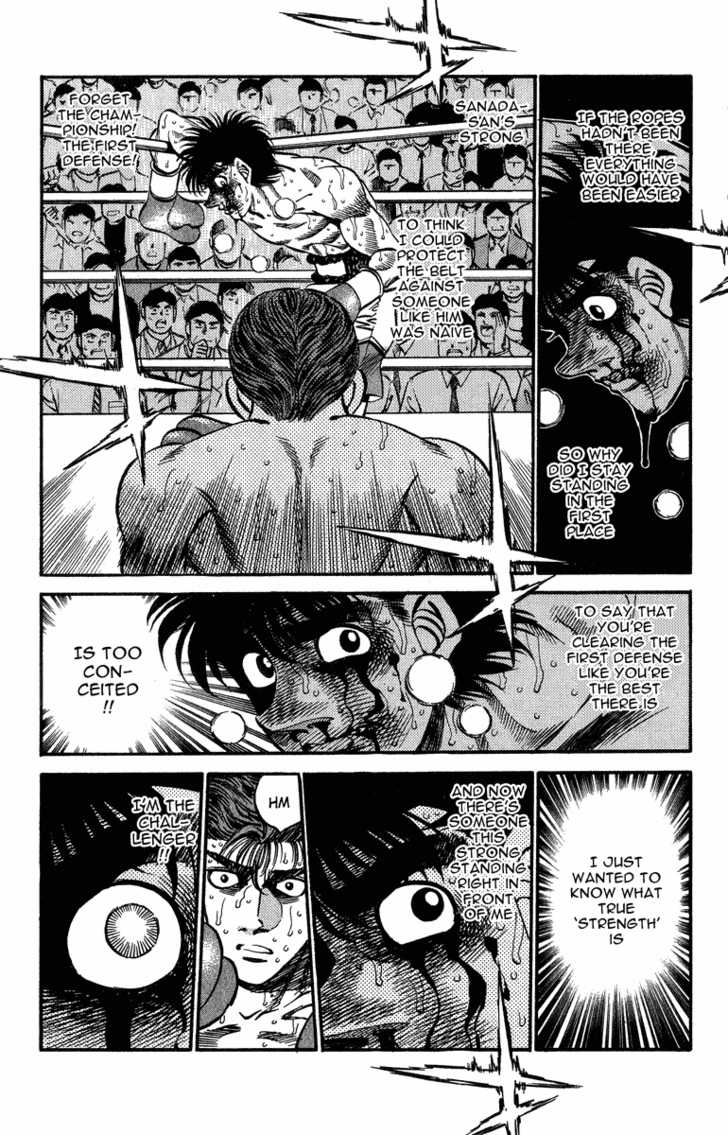 IF THE ROPES
HADN'T BEEN
THERE,
EVERYTHING
WOULD HAVE
BEEN EASIER
SO WHY
DID I STAY
STANDING
IN THE
FIRST
PLACE
SANADA-
SAN'S
STRONG
TO THINK
I COULD
PROTECT
THE BELT
AGAINST
SOMEONE
LIKE HIM
WAS NAIVE
FORGET
THE CHAM-
PIONSHIP!
THE FIRST
DEFENSE!
TO SAY THAT
YOU'RE
CLEARING THE
FIRST DEFENSE
LIKE YOU'RE
THE BEST
THERE IS
IS TOO
CON-
CEITED
!!
I JUST
WANTED TO
KNOW WHAT
TRUE
'STRENGTH'
IS
AND NOW
THERE'S
SOMEONE
THIS
STRONG
STANDING
RIGHT IN
FRONT
OF ME
HM
I'M THE
CHAL-
LENGER
!!